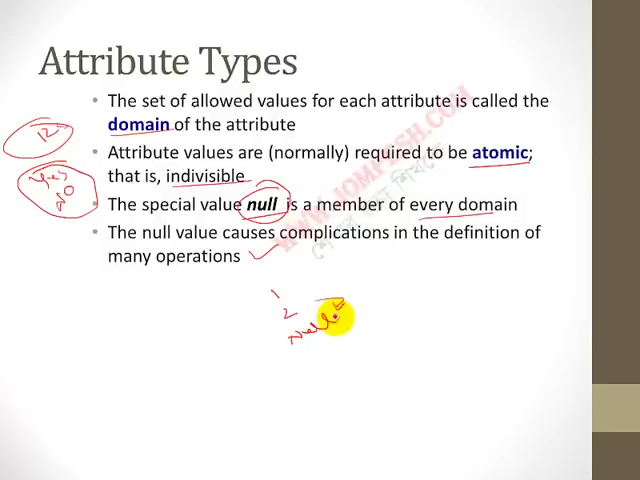 Attribute Types
• The set of allowed values for each attribute is called the
domain of the attribute
• Attribute values are (normally) required to be atomic;
that is, indivisible
• The special value null is a member of every domain
• The null value causes complications in the definition of
many operations
12
Yes
No
1
2
Null